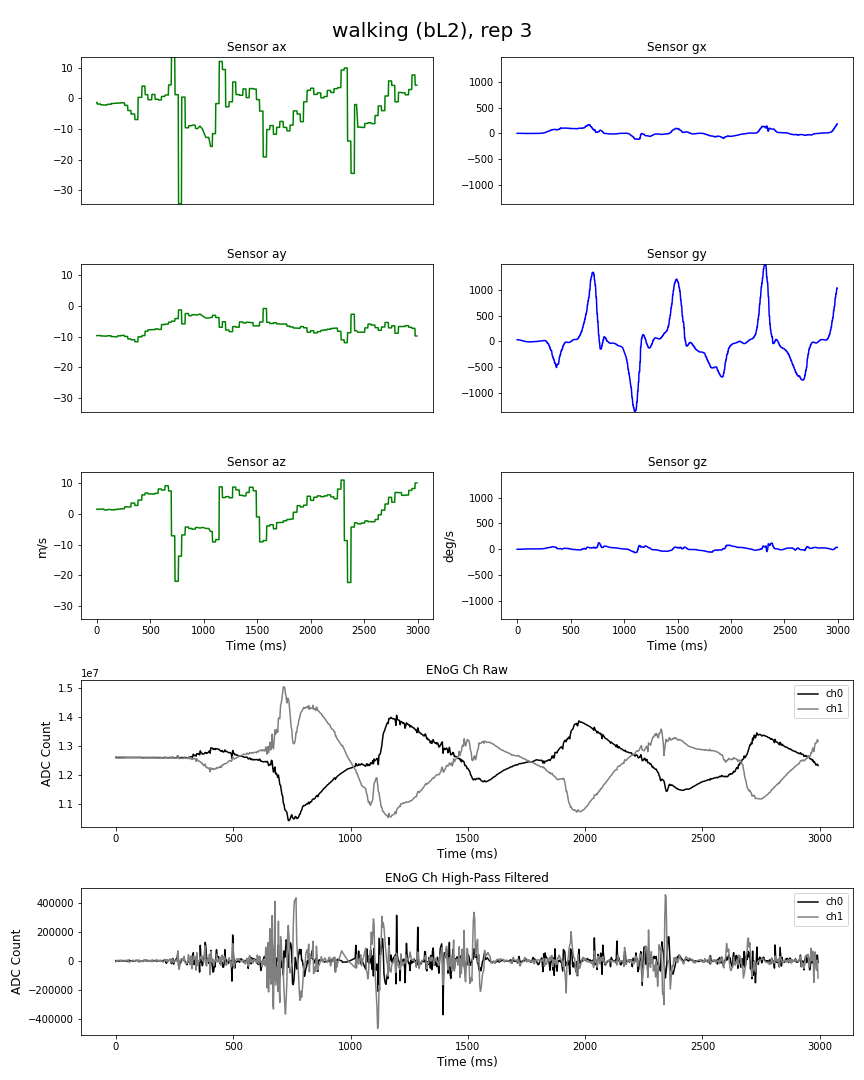 walking (bL2), rep 3
Sensor ax
10
0
−10
−20
−30
Sensor gx
1500
1000
500
0
−500
−1000
Sensor ay
10
0
−10
−20
−30
Sensor gy
1000
500
0
−500
−1000
Sensor az
m/s
10
0
−10
−20
−30
0 500 1000 1500 2000 2500 3000
Time (ms)
Sensor gz
deg/s
1000
500
0
−500
−1000
0 500 1000 1500 2000 2500 3000
Time (ms)
ENoG Ch Raw
1e7
ADC Count
1.5
1.4
1.3
1.2
1.1
ch0
ch1
0 500 1000 1500 2000 2500 3000
Time (ms)
ENoG Ch High-Pass Filtered
ADC Count
400000
200000
0
−200000
−400000
ch0
ch1
0 500 1000 1500 2000 2500 3000
Time (ms)